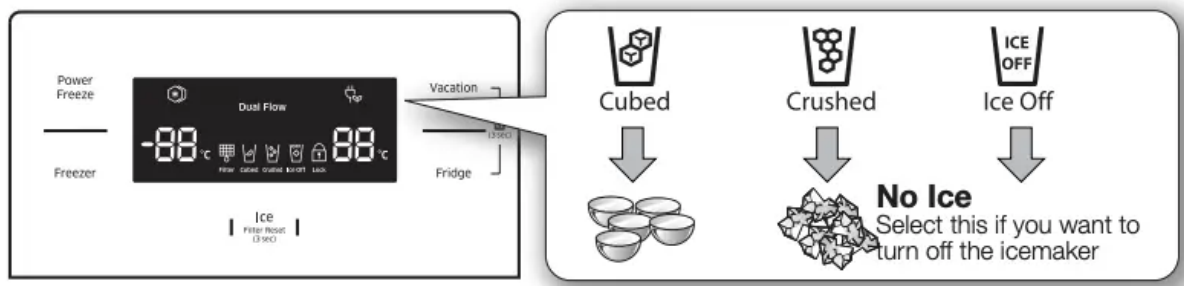 Power
Freeze
Freezer
Dual Flow
-88 °C
Filter Cubed Crushed Ice Off Lock
88 °C
Vacation
(3 sec)
Fridge
Ice
Filter Reset
(3 sec)
ICE
OFF
Cubed
Crushed
Ice Off
No Ice
Select this if you want to
turn off the icemaker